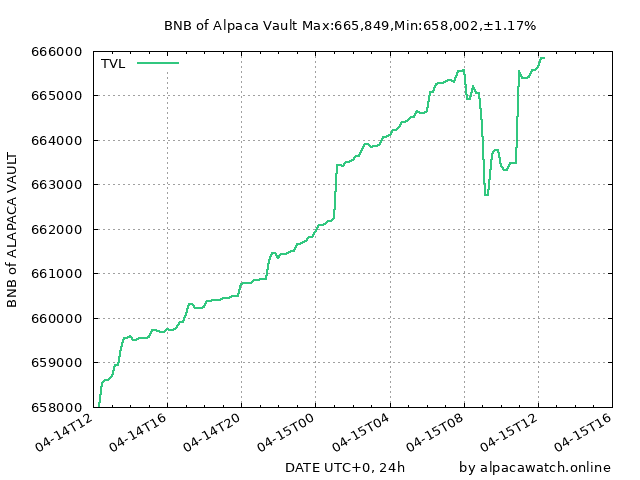 BNB of Alpaca Vault Max:665,849,Min:658,002,±1.17%
666000
TVL
665000
664000
663000
662000
661000
660000
659000
658000
BNB of ALAPACA VAULT
04-14T12
04-14T16
04-14T20
04-15T00
04-15T04
04-15T08
04-15T12
04-15T16
DATE UTC+0, 24h
by alpacawatch.online